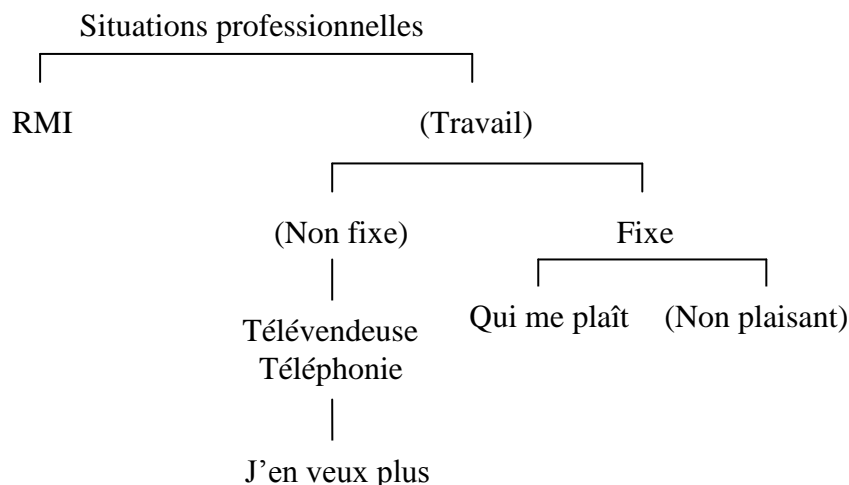 Situations professionnelles
RMI (Travail)
(Non fixe) Fixe
Qui me plaît (Non plaisant)
Télévendeuse
Téléphonie
J’en veux plus